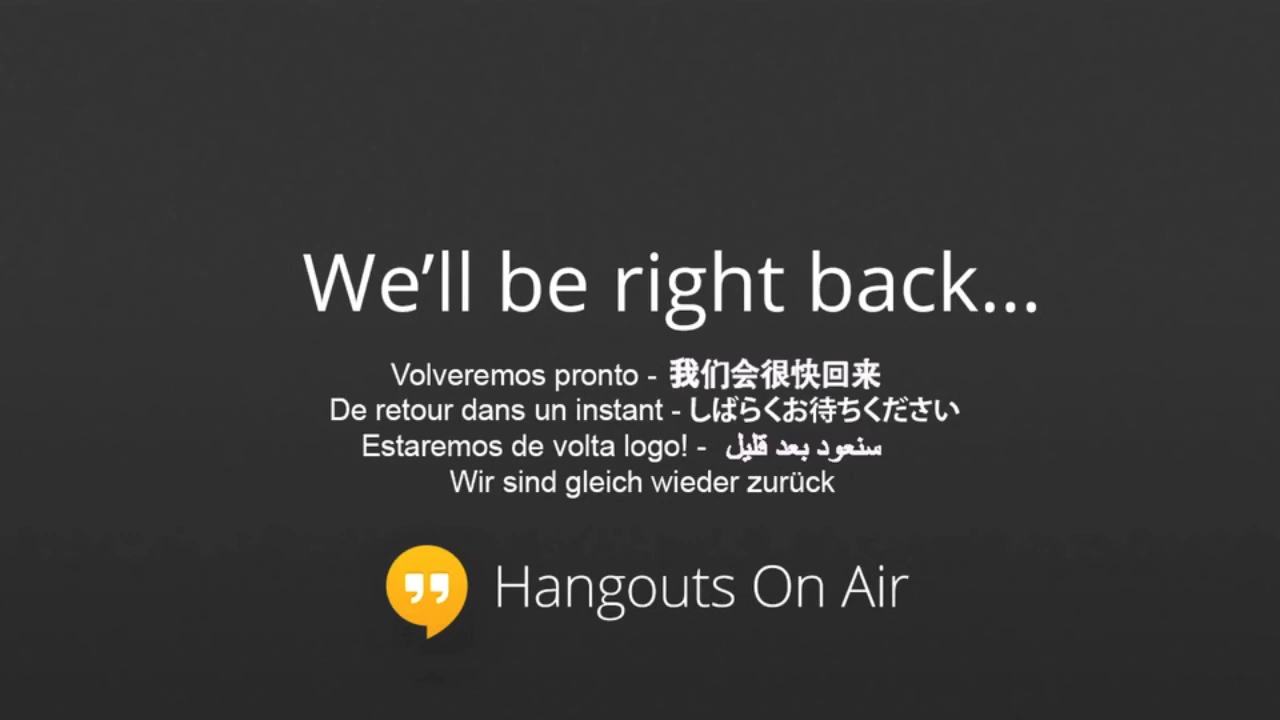 We’ll be right back...
Volveremos pronto - 我们会很快回来
De retour dans un instant - しばらくお待ちください
Estaremos de volta logo! - سنعود بعد قليل
Wir sind gleich wieder zurück
Hangouts On Air